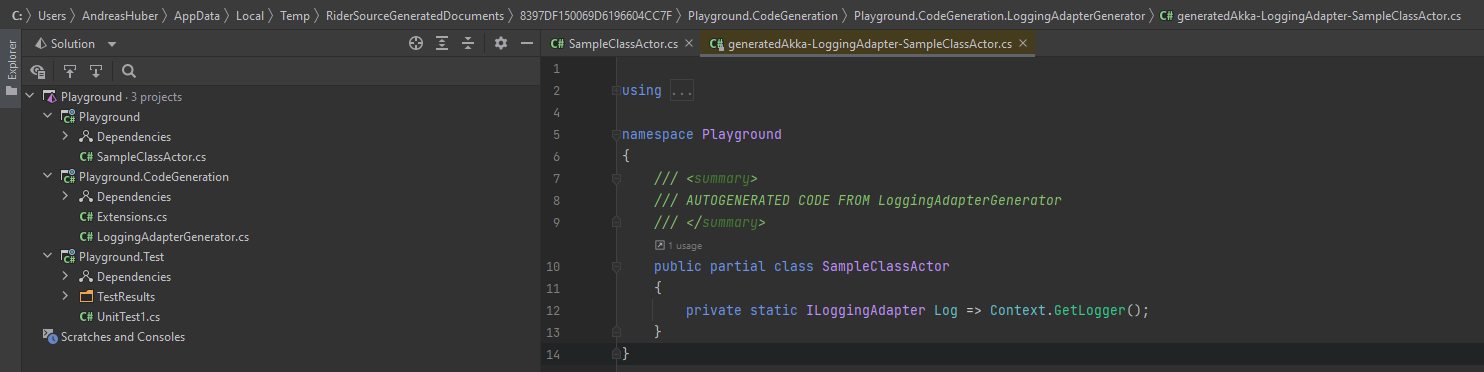 C: > Users > AndreasHuber > AppData > Local > Temp > RiderSourceGeneratedDocuments > 8397DF150069D6196604CC7F > Playground.CodeGeneration > Playground.CodeGeneration.LoggingAdapterGenerator > C# generatedAkka-LoggingAdapter-SampleClassActor.cs
Explorer
Solution
Playground · 3 projects
Playground
Dependencies
C# SampleClassActor.cs
Playground.CodeGeneration
Dependencies
C# Extensions.cs
C# LoggingAdapterGenerator.cs
Playground.Test
Dependencies
TestResults
C# UnitTest1.cs
Scratches and Consoles
C# SampleClassActor.cs × C# generatedAkka-LoggingAdapter-SampleClassActor.cs ×
1
2 using ...
4
5 namespace Playground
6 {
7 /// <summary>
8 /// AUTOGENERATED CODE FROM LoggingAdapterGenerator
9 /// </summary>
1 usage
10 public partial class SampleClassActor
11 {
12 private static ILoggingAdapter Log => Context.GetLogger();
13 }
14 }